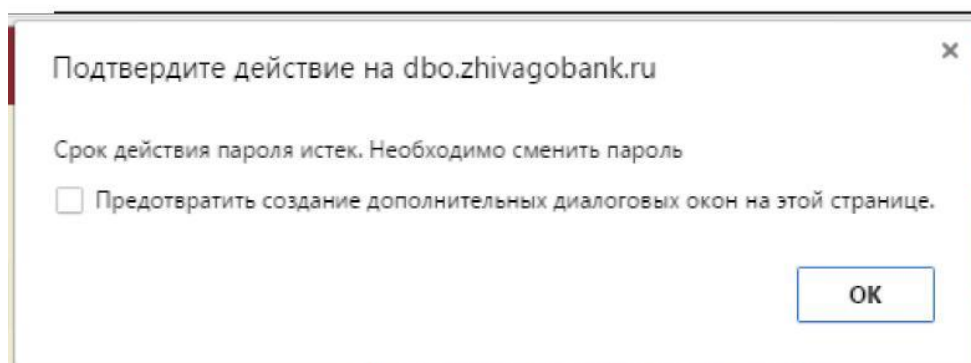 Подтвердите действие на dbo.zhivagobank.ru
Срок действия пароля истек. Необходимо сменить пароль
Предотвратить создание дополнительных диалоговых окон на этой странице.
ОК